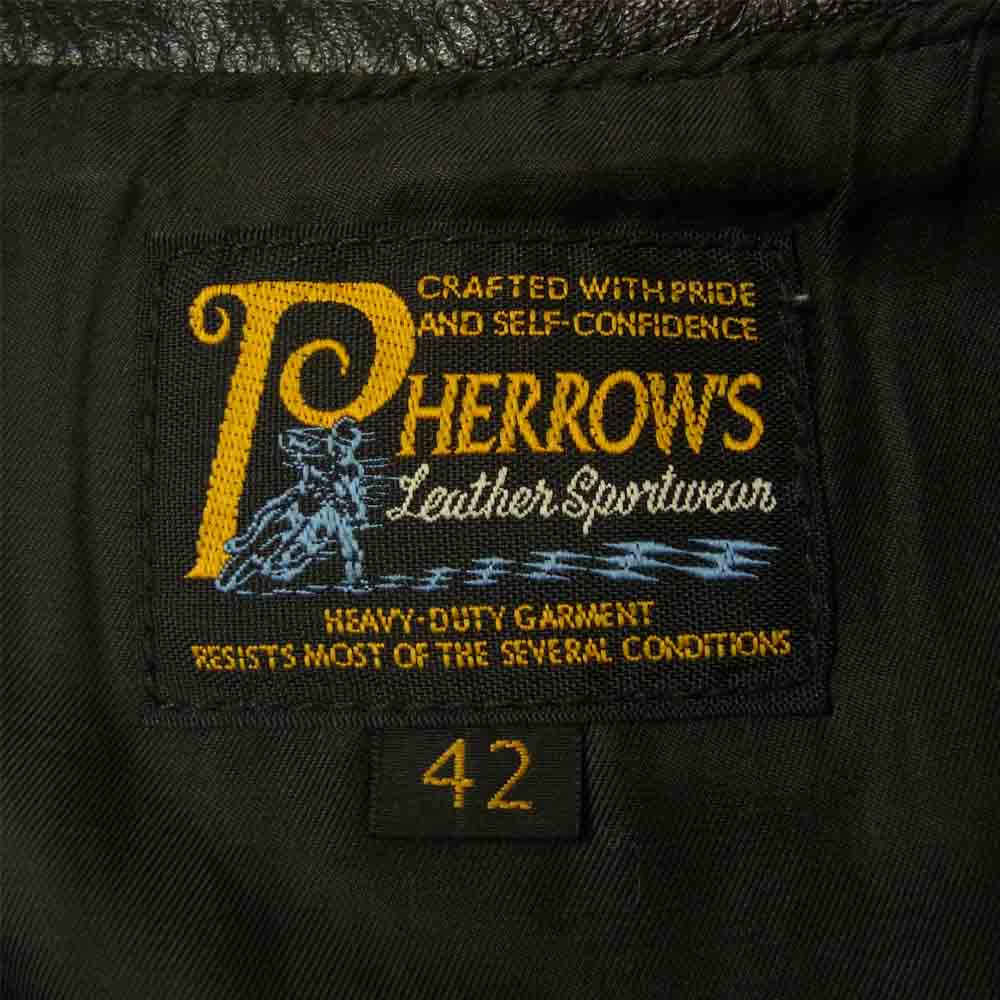 CRAFTED WITH PRIDE
AND SELF-CONFIDENCE
PHERROW'S
Leather Sportwear
HEAVY-DUTY GARMENT
RESISTS MOST OF THE SEVERAL CONDITIONS
42